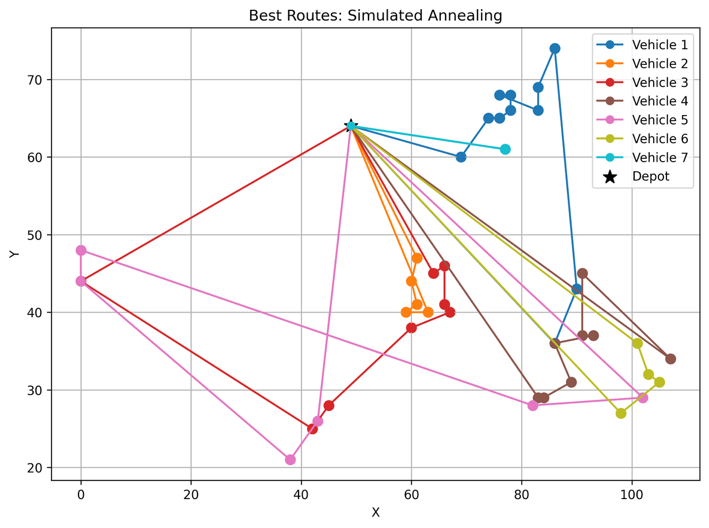 Best Routes: Simulated Annealing
Vehicle 1
Vehicle 2
Vehicle 3
Vehicle 4
Vehicle 5
Vehicle 6
Vehicle 7
Depot
Y
70
60
50
40
30
20
0
20
40
60
80
100
X